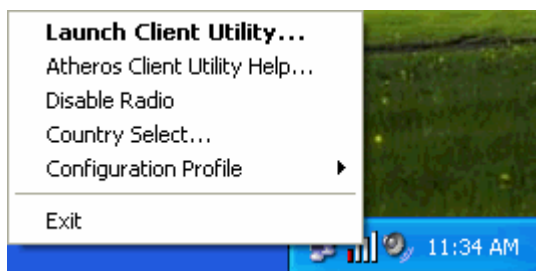 Launch Client Utility...
Atheros Client Utility Help...
Disable Radio
Country Select...
Configuration Profile
Exit
11:34 AM